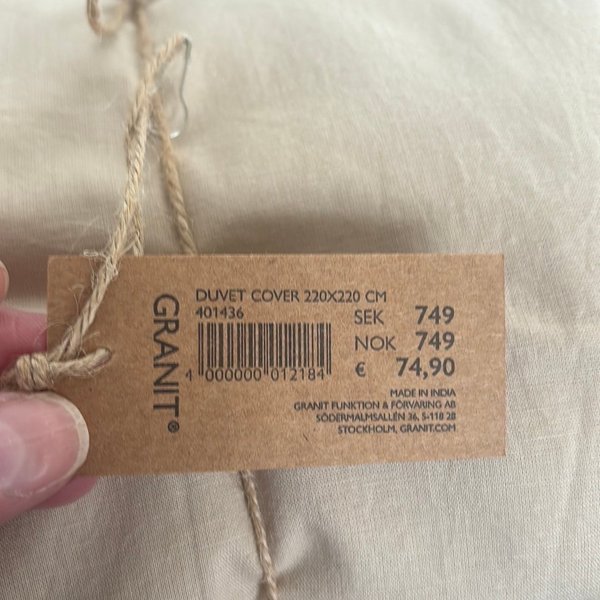 GRANIT®
DUVET COVER 220X220 CM
401436
4 000000 012184
SEK 749
NOK 749
€ 74,90
MADE IN INDIA
GRANIT FUNKTION & FÖRVARING AB
SÖDERMALMSALLÉN 36, S-118 28
STOCKHOLM, GRANIT.COM